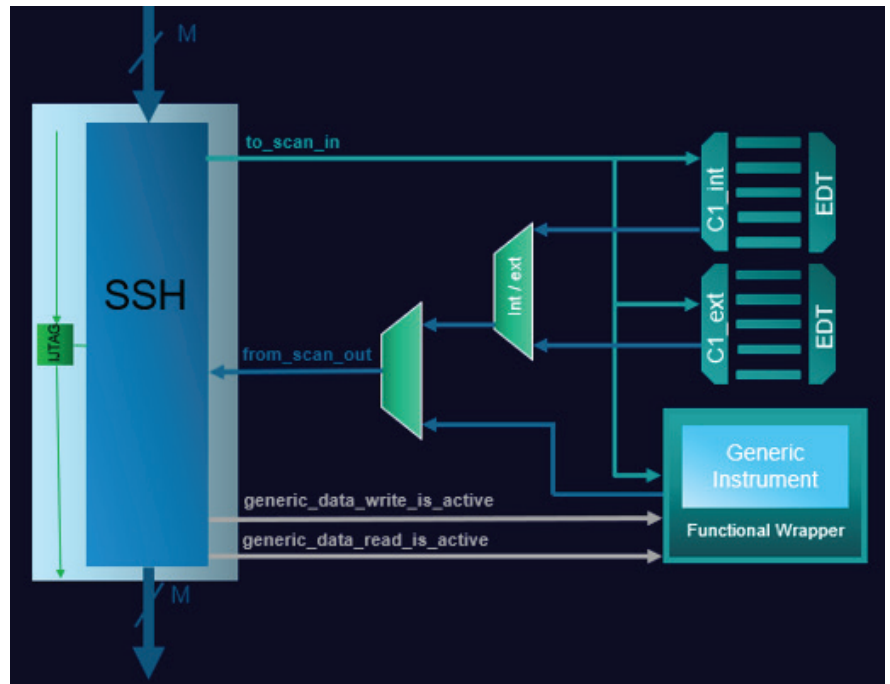 M
to_scan_in
C1_int
EDT
Int / ext
SSH
C1_ext
EDT
IJTAG
from_scan_out
Generic
Instrument
Functional Wrapper
generic_data_write_is_active
generic_data_read_is_active
M